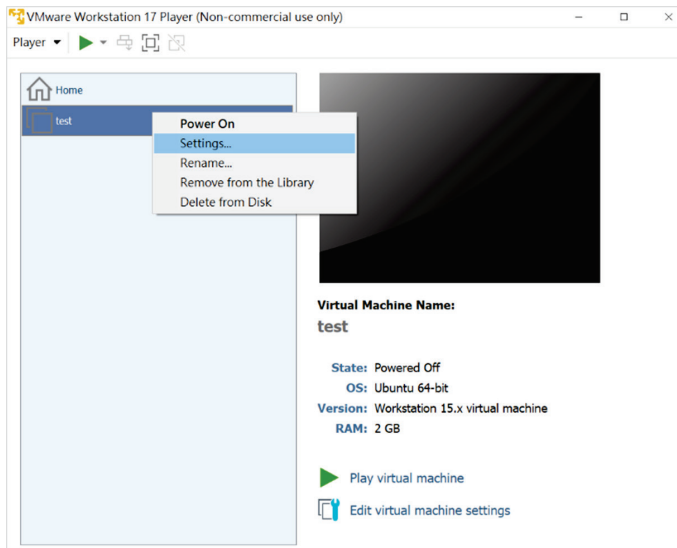 VMware Workstation 17 Player (Non-commercial use only)
Player
Home
test
Power On
Settings...
Rename...
Remove from the Library
Delete from Disk
Virtual Machine Name:
test
State: Powered Off
OS: Ubuntu 64-bit
Version: Workstation 15.x virtual machine
RAM: 2 GB
Play virtual machine
Edit virtual machine settings